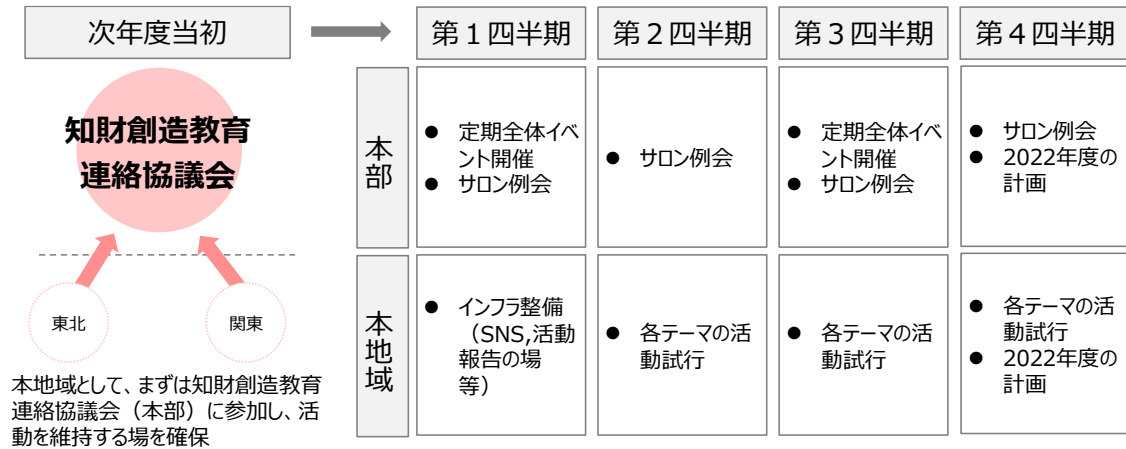 次年度当初
知財創造教育
連絡協議会
東北
関東
本地域として、まずは知財創造教育
連絡協議会（本部）に参加し、活
動を維持する場を確保
第１四半期
第２四半期
第３四半期
第４四半期
本部
● 定期全体イベ
ント開催
● サロン例会
● サロン例会
● 定期全体イベ
ント開催
● サロン例会
● サロン例会
● 2022年度の
計画
本地域
● インフラ整備
（SNS,活動
報告の場
等）
● 各テーマの活
動試行
● 各テーマの活
動試行
● 各テーマの活
動試行
● 2022年度の
計画